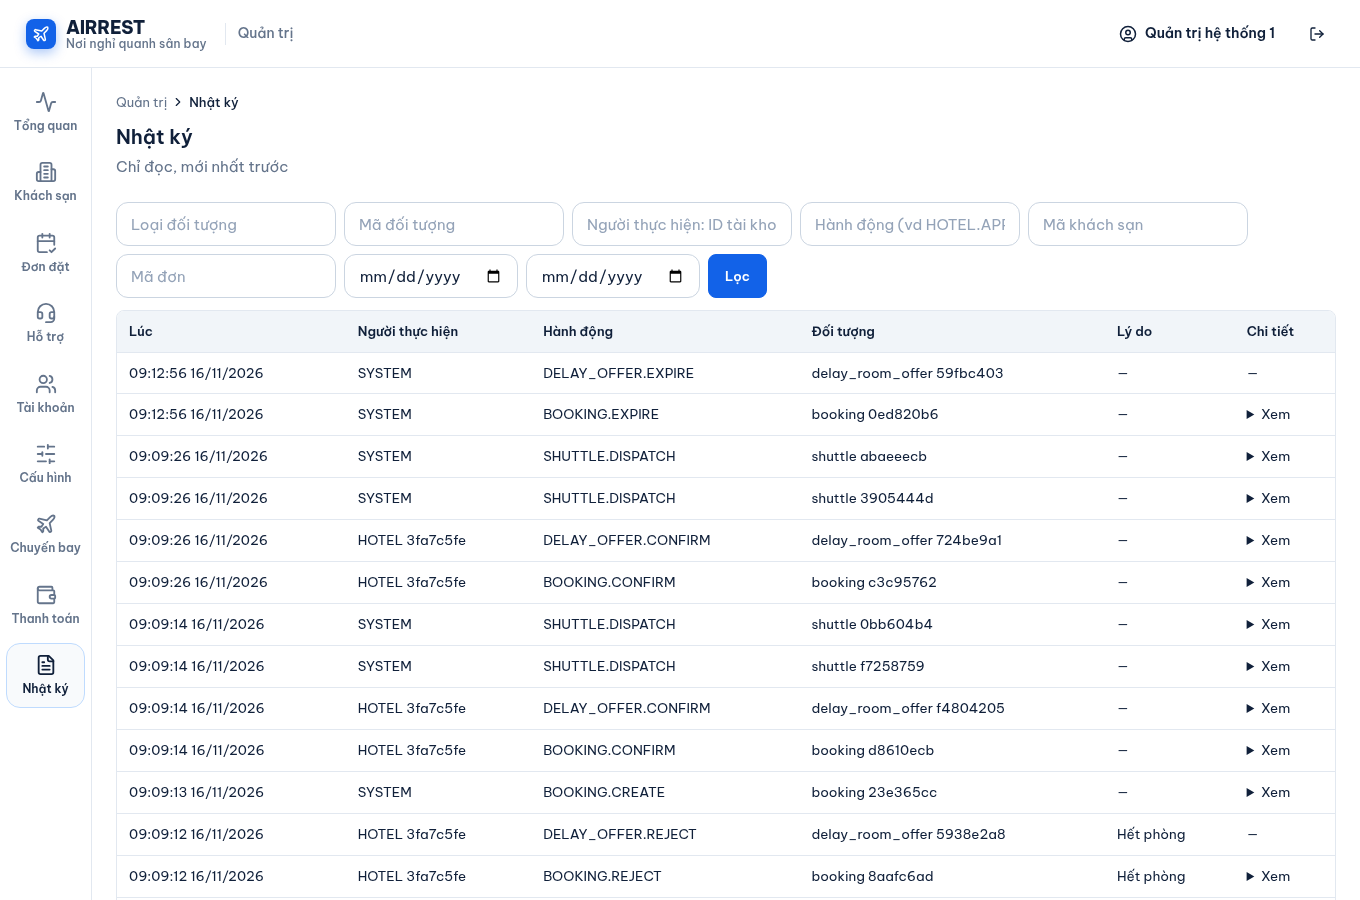 AIRREST
Nơi nghỉ quanh sân bay
Quản trị
Quản trị hệ thống 1
Tổng quan
Khách sạn
Đơn đặt
Hỗ trợ
Tài khoản
Cấu hình
Chuyến bay
Thanh toán
Nhật ký
Quản trị > Nhật ký
Nhật ký
Chỉ đọc, mới nhất trước
Loại đối tượng
Mã đối tượng
Người thực hiện: ID tài kho
Hành động (vd HOTEL.APP
Mã khách sạn
Mã đơn
mm/dd/yyyy
mm/dd/yyyy
Lọc
Lúc Người thực hiện Hành động Đối tượng Lý do Chi tiết
09:12:56 16/11/2026 SYSTEM DELAY_OFFER.EXPIRE delay_room_offer 59fbc403 — —
09:12:56 16/11/2026 SYSTEM BOOKING.EXPIRE booking 0ed820b6 — Xem
09:09:26 16/11/2026 SYSTEM SHUTTLE.DISPATCH shuttle abaeeecb — Xem
09:09:26 16/11/2026 SYSTEM SHUTTLE.DISPATCH shuttle 3905444d — Xem
09:09:26 16/11/2026 HOTEL 3fa7c5fe DELAY_OFFER.CONFIRM delay_room_offer 724be9a1 — Xem
09:09:26 16/11/2026 HOTEL 3fa7c5fe BOOKING.CONFIRM booking c3c95762 — Xem
09:09:14 16/11/2026 SYSTEM SHUTTLE.DISPATCH shuttle 0bb604b4 — Xem
09:09:14 16/11/2026 SYSTEM SHUTTLE.DISPATCH shuttle f7258759 — Xem
09:09:14 16/11/2026 HOTEL 3fa7c5fe DELAY_OFFER.CONFIRM delay_room_offer f4804205 — Xem
09:09:14 16/11/2026 HOTEL 3fa7c5fe BOOKING.CONFIRM booking d8610ecb — Xem
09:09:13 16/11/2026 SYSTEM BOOKING.CREATE booking 23e365cc — Xem
09:09:12 16/11/2026 HOTEL 3fa7c5fe DELAY_OFFER.REJECT delay_room_offer 5938e2a8 Hết phòng —
09:09:12 16/11/2026 HOTEL 3fa7c5fe BOOKING.REJECT booking 8aafc6ad Hết phòng Xem